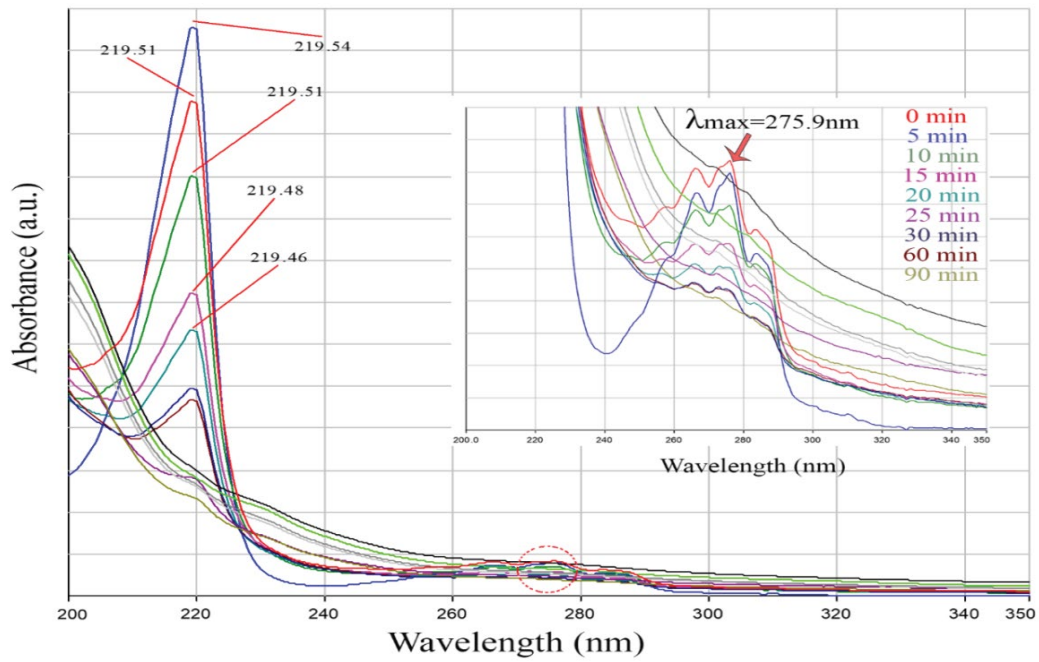 219.51
219.54
219.51
219.48
219.46
λmax=275.9nm
0 min
5 min
10 min
15 min
20 min
25 min
30 min
60 min
90 min
200.0 220 240 260 280 300 320 340 350
Wavelength (nm)
Absorbance (a.u.)
200 220 240 260 280 300 320 340 350
Wavelength (nm)